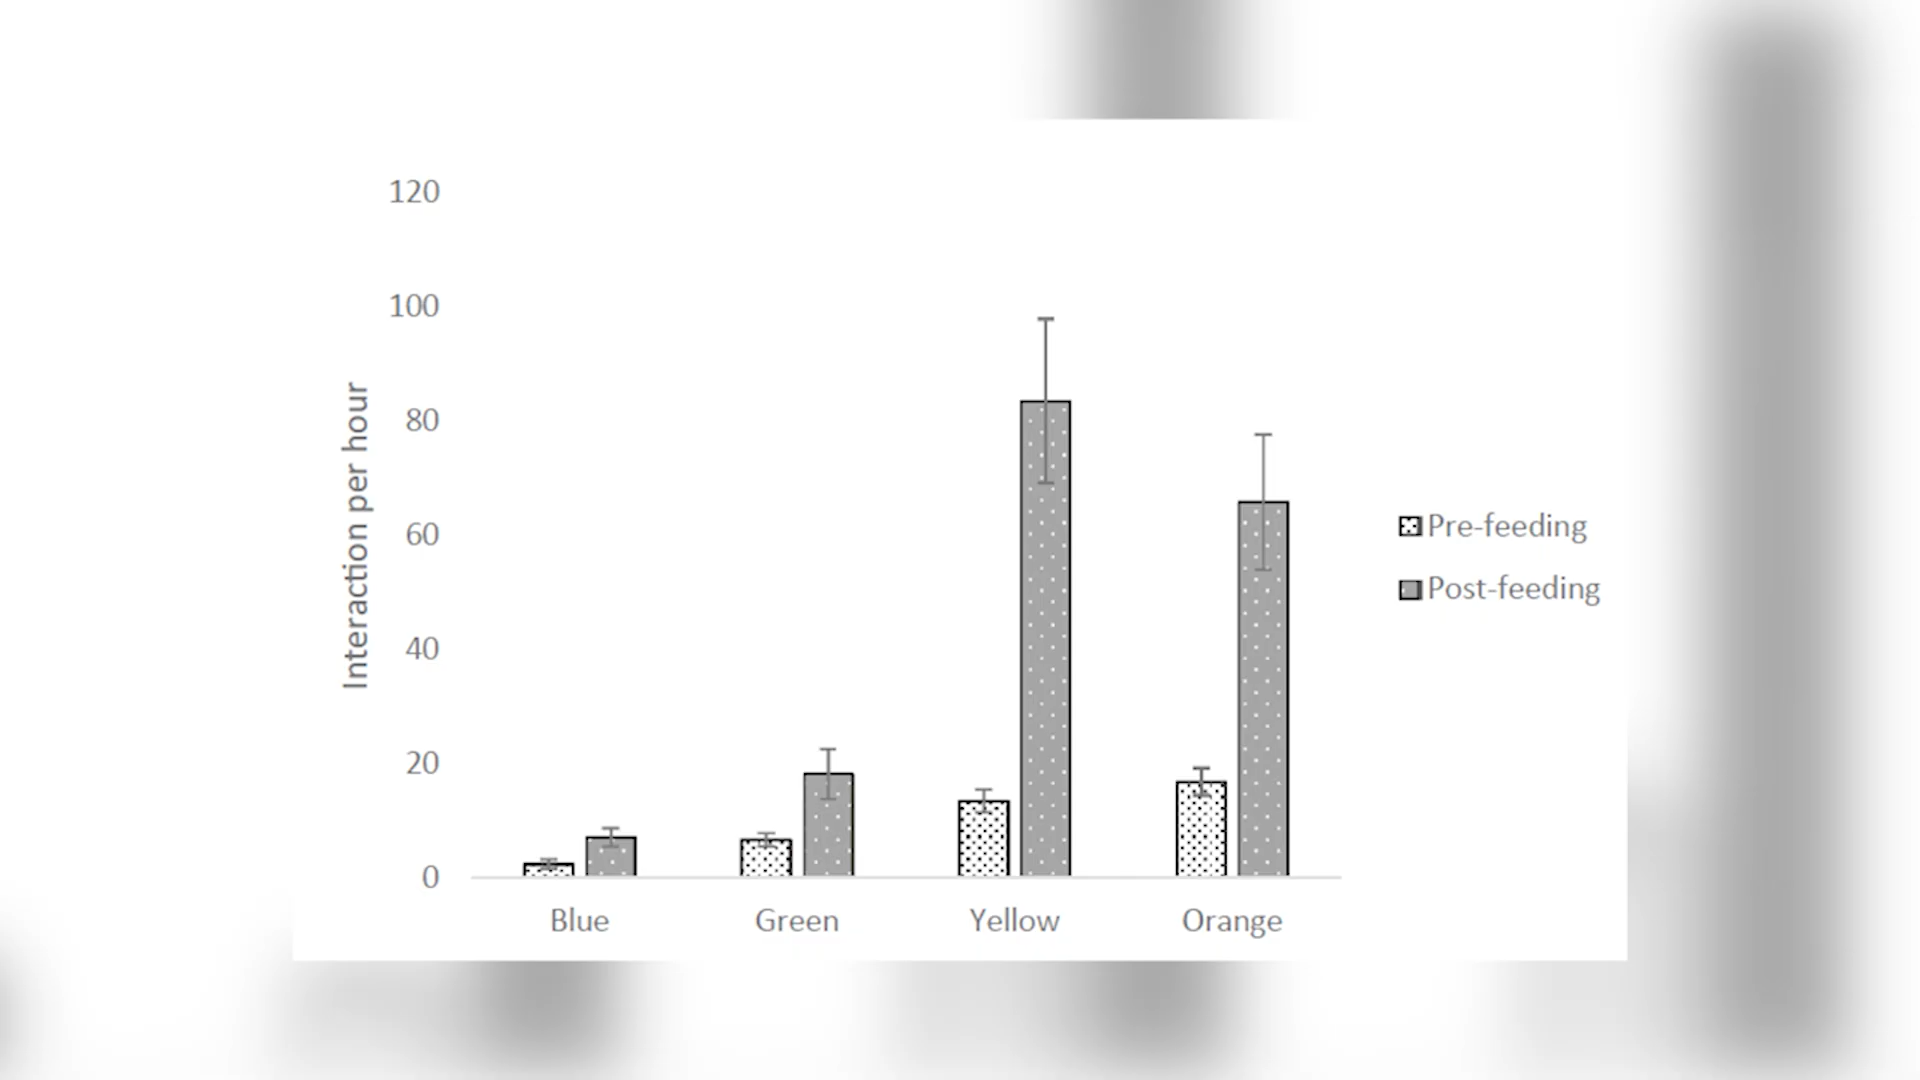 120
100
80
60
40
20
0
Interaction per hour
Blue Green Yellow Orange
Pre-feeding
Post-feeding